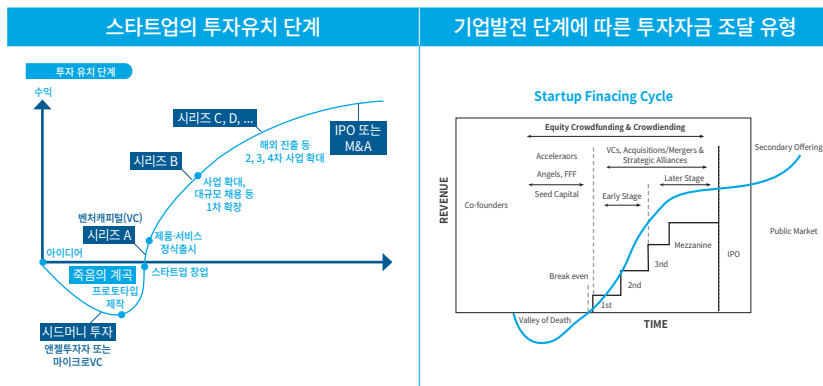 스타트업의 투자유치 단계
투자 유치 단계
수익
시리즈 C, D, ...
IPO 또는
M&A
해외 진출 등
2, 3, 4차 사업 확대
시리즈 B
사업 확대,
대규모 채용 등
1차 확장
벤처캐피털(VC)
시리즈 A
제품·서비스
정식출시
아이디어
죽음의 계곡
스타트업 창업
프로토타입
제작
시드머니 투자
앤젤투자자 또는
마이크로VC
기업발전 단계에 따른 투자자금 조달 유형
Startup Finacing Cycle
Equity Crowdfunding & Crowdiending
Secondary Offering
Acceleraors
VCs, Acquisitions/Mergers &
Strategic Alliances
Angels, FFF
Later Stage
Seed Capital
Early Stage
Co-founders
REVENUE
Public Market
Mezzanine
IPO
3nd
Break even
2nd
1st
Valley of Death
TIME